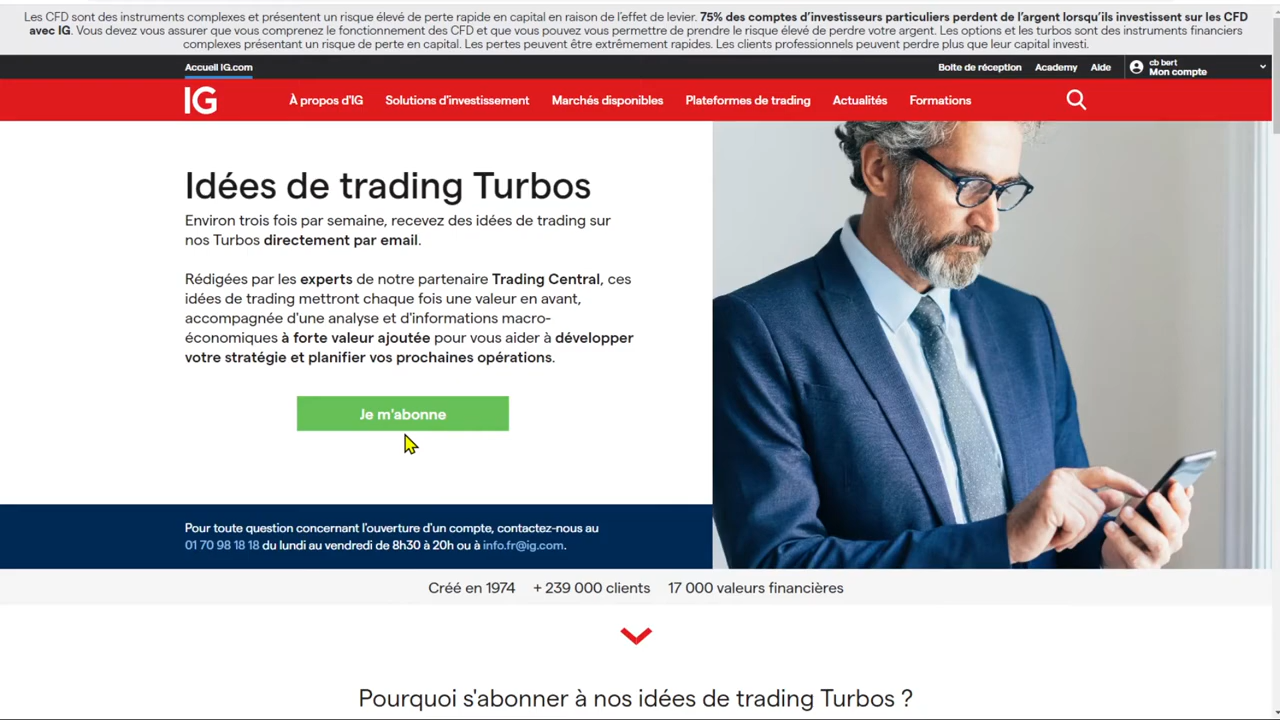 Les CFD sont des instruments complexes et présentent un risque élevé de perte rapide en capital en raison de l'effet de levier. 75% des comptes d'investisseurs particuliers perdent de l'argent lorsqu'ils investissent sur les CFD
avec IG. Vous devez vous assurer que vous comprenez le fonctionnement des CFD et que vous pouvez vous permettre de prendre le risque élevé de perdre votre argent. Les options et les turbos sont des instruments financiers
complexes présentant un risque de perte en capital. Les pertes peuvent être extrêmement rapides. Les clients professionnels peuvent perdre plus que leur capital investi.
Accueil IG.com
Boite de réception Academy Aide
cb bert
Mon compte
IG À propos d'IG Solutions d'investissement Marchés disponibles Plateformes de trading Actualités Formations
Idées de trading Turbos
Environ trois fois par semaine, recevez des idées de trading sur
nos Turbos directement par email.
Rédigées par les experts de notre partenaire Trading Central, ces
idées de trading mettront chaque fois une valeur en avant,
accompagnée d'une analyse et d'informations macro-
économiques à forte valeur ajoutée pour vous aider à développer
votre stratégie et planifier vos prochaines opérations.
Je m'abonne
Pour toute question concernant l'ouverture d'un compte, contactez-nous au
01 70 98 18 18 du lundi au vendredi de 8h30 à 20h ou à info.fr@ig.com.
Créé en 1974 + 239 000 clients 17 000 valeurs financières
Pourquoi s'abonner à nos idées de trading Turbos ?